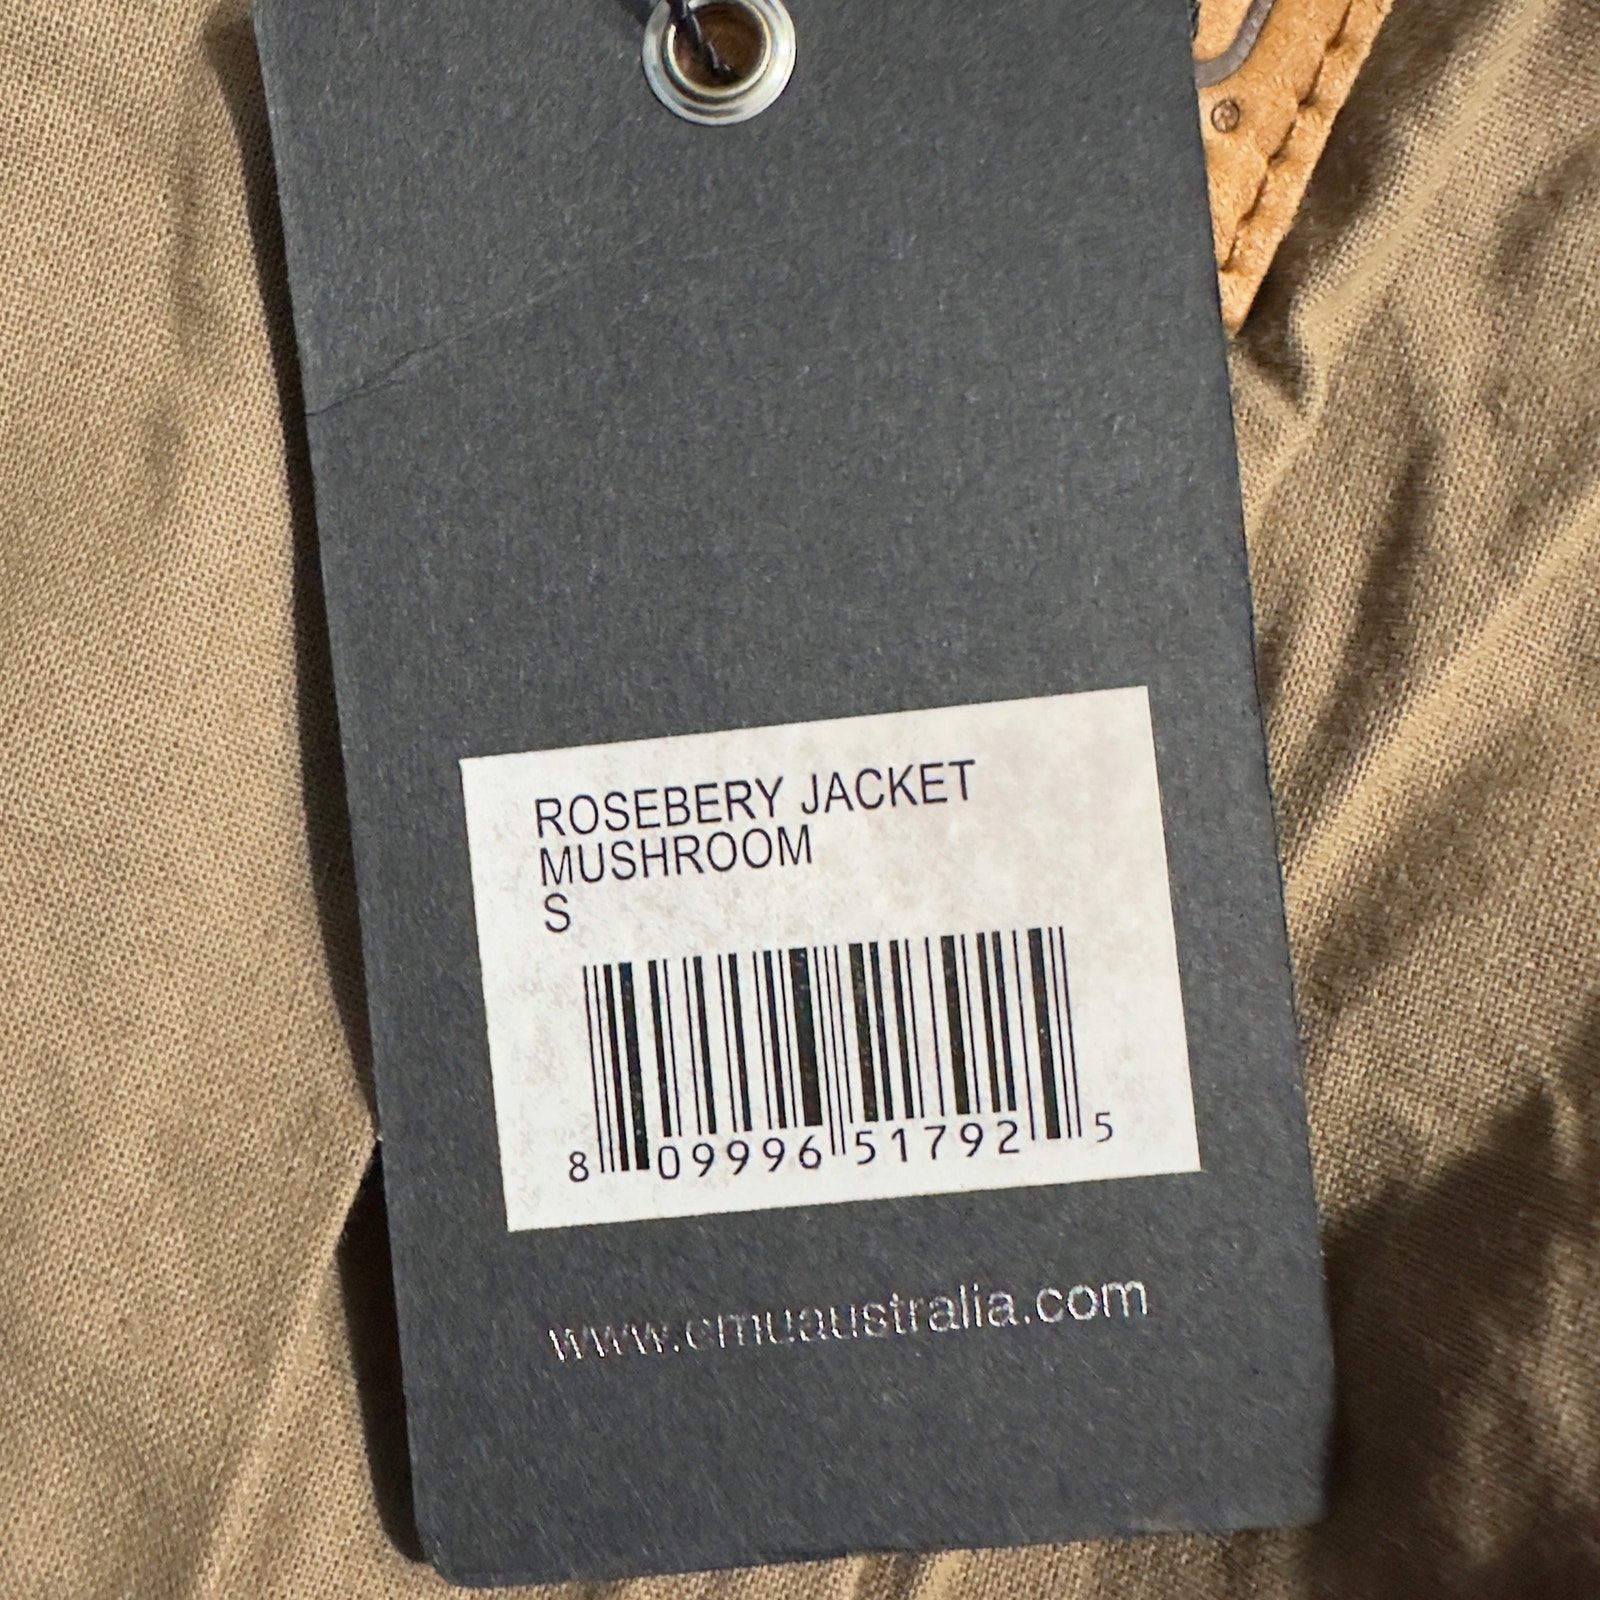 ROSEBERY JACKET
MUSHROOM
S
8 09996 51792 5
www.emuaustralia.com